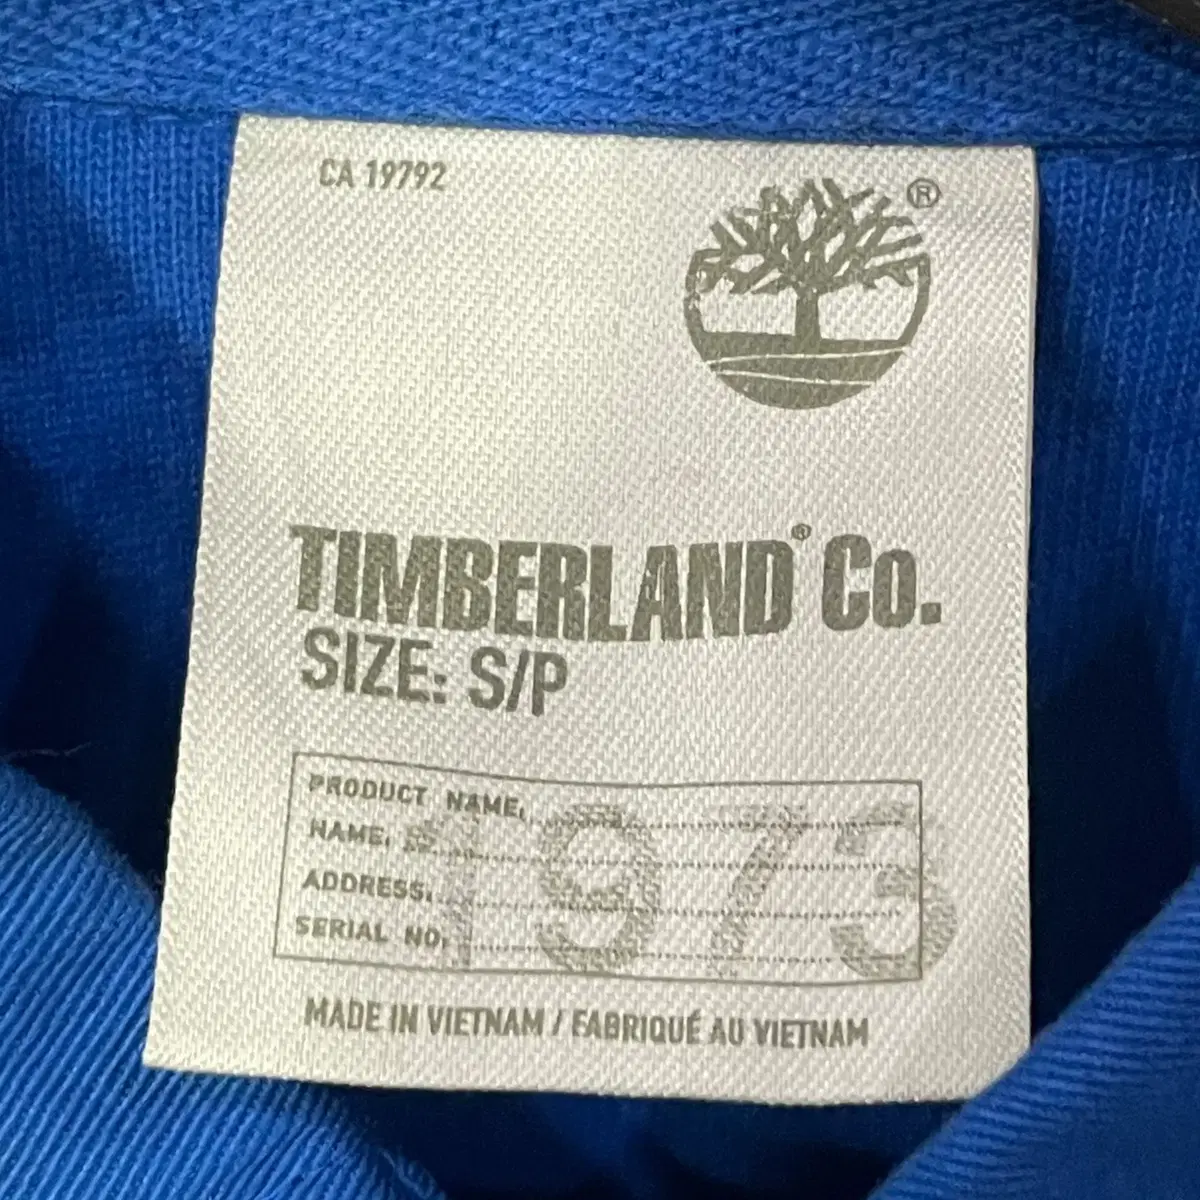 CA 19792
®
TIMBERLAND® Co.
SIZE: S/P
1973
PRODUCT NAME:
NAME:
ADDRESS:
SERIAL NO:
MADE IN VIETNAM / FABRIQUÉ AU VIETNAM